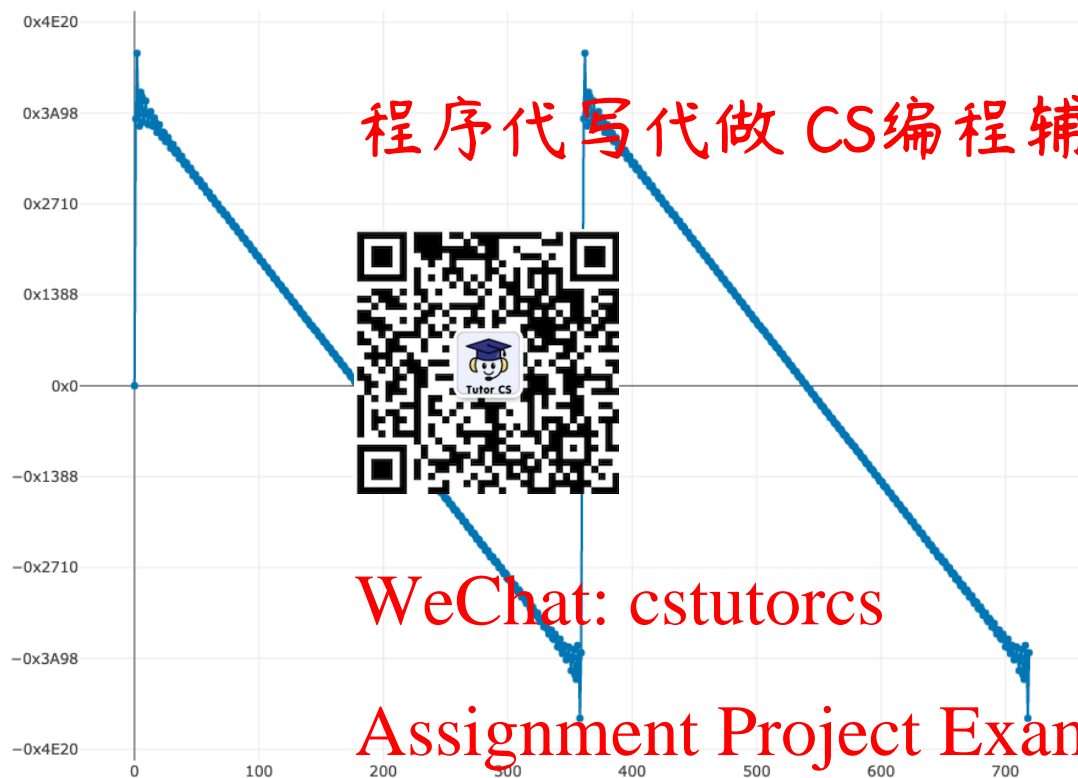 0x4E20
程序代写代做 CS编程辅
0x3A98
0x2710
0x1388
Tutor CS
0x0
−0x1388
−0x2710
WeChat: cstutorcs
−0x3A98
Assignment Project Exam
−0x4E20
0 100 200 300 400 500 600 700